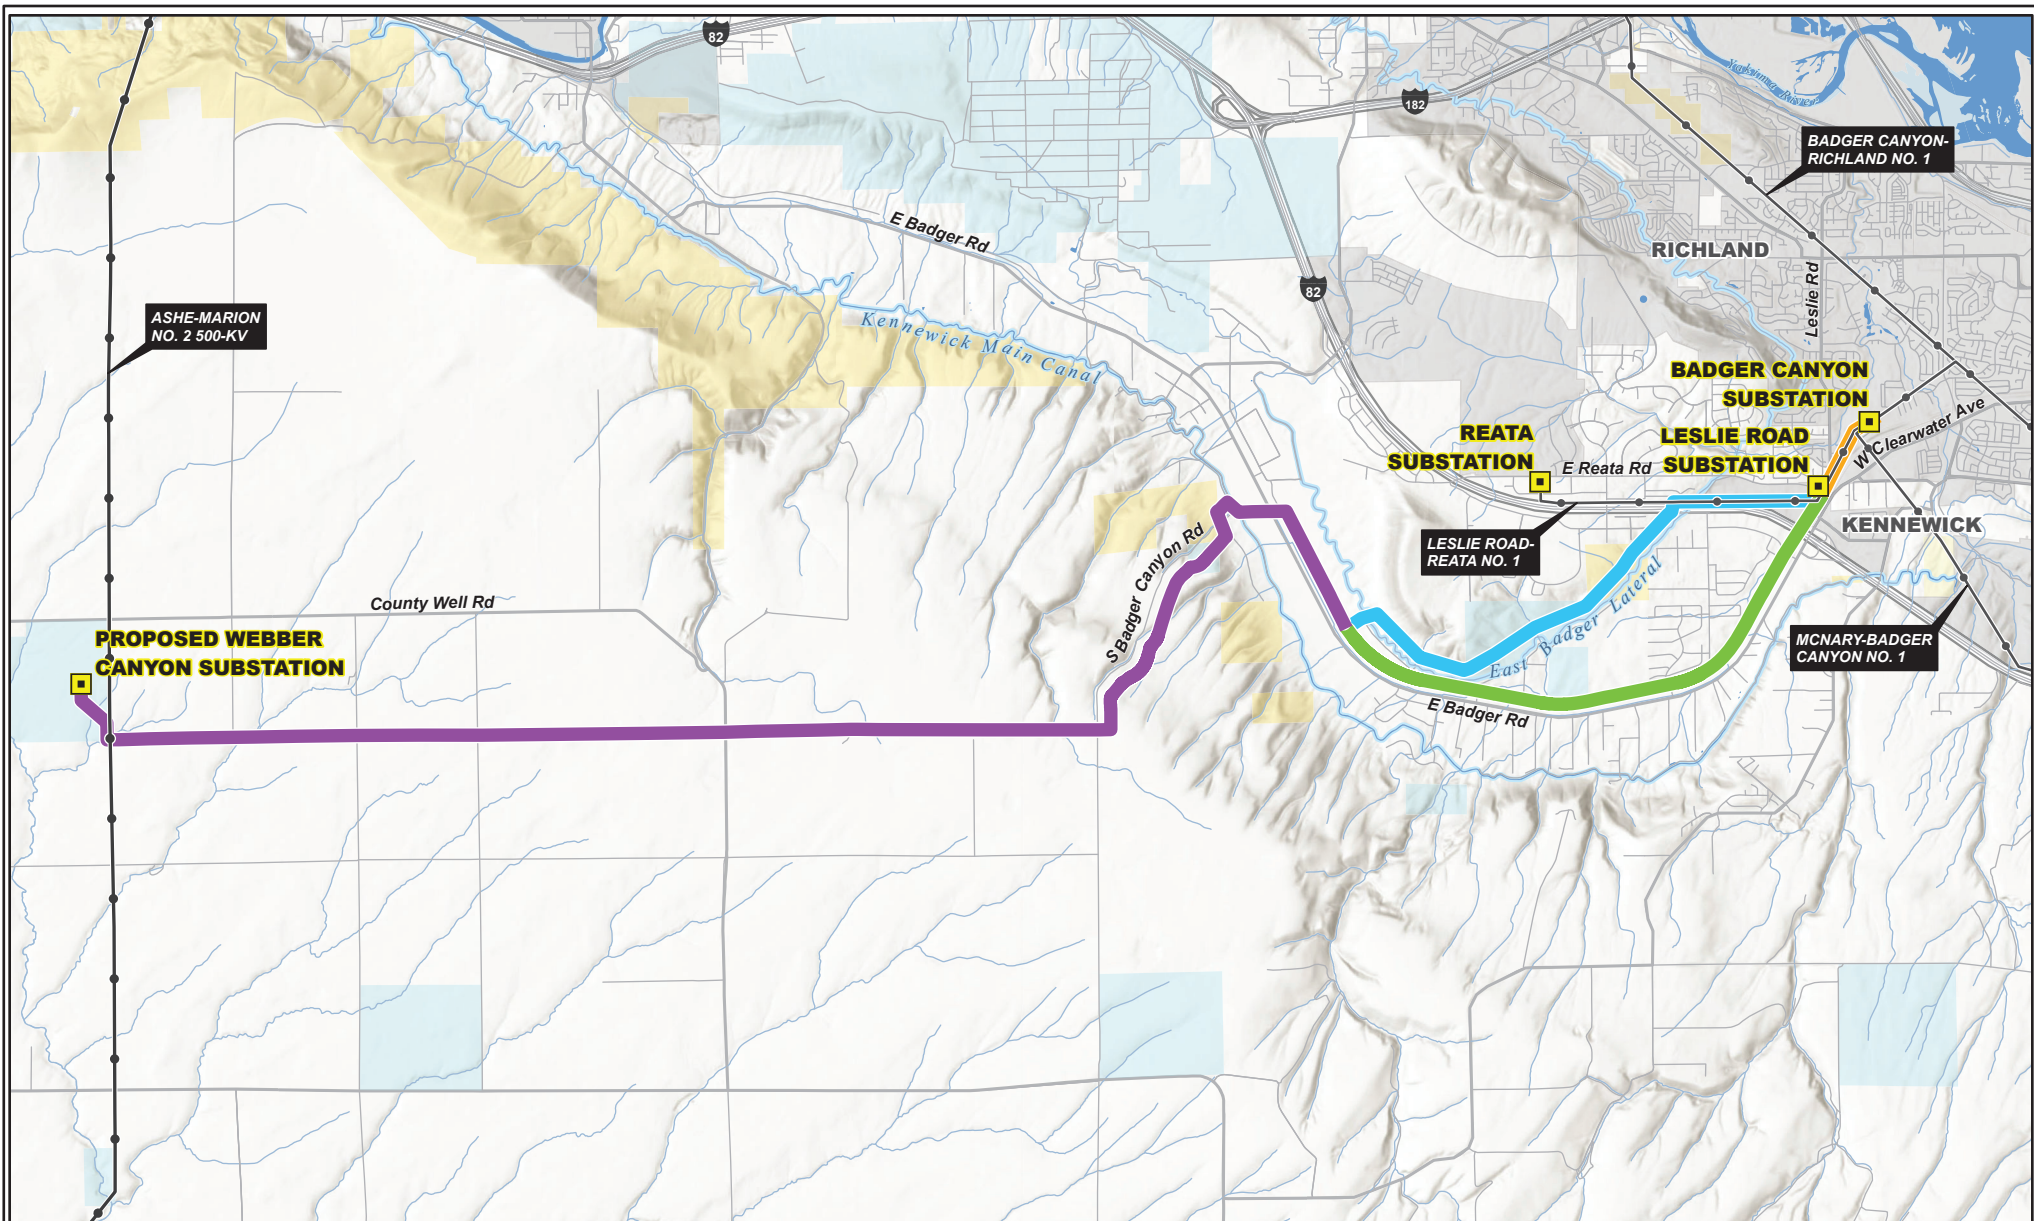 82
182
Yakima River
BADGER CANYON-
RICHLAND NO. 1
E Badger Rd
RICHLAND
82
Leslie Rd
ASHE-MARION
NO. 2 500-KV
Kennewick Main Canal
BADGER CANYON
SUBSTATION
REATA
SUBSTATION
LESLIE ROAD
SUBSTATION
W Clearwater Ave
E Reata Rd
KENNEWICK
LESLIE ROAD-
REATA NO. 1
S Badger Canyon Rd
East Badger Lateral
County Well Rd
PROPOSED WEBBER
CANYON SUBSTATION
MCNARY-BADGER
CANYON NO. 1
E Badger Rd